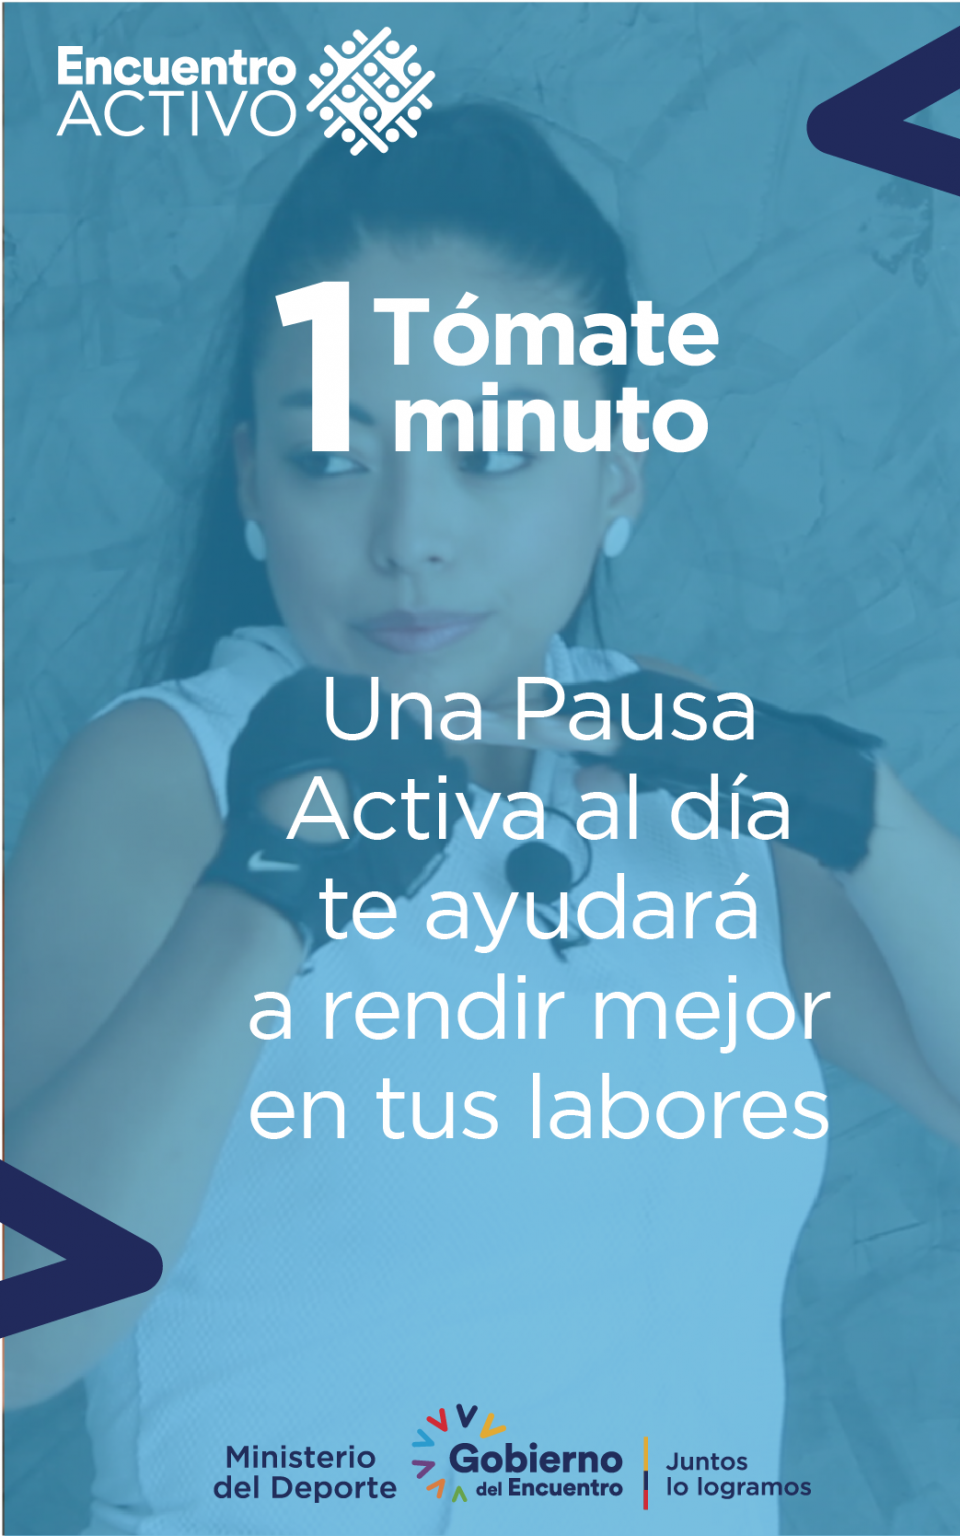 Encuentro
ACTIVO
1 Tómate
minuto
Una Pausa
Activa al día
te ayudará
a rendir mejor
en tus labores
Ministerio
del Deporte
Gobierno
del Encuentro
Juntos
lo logramos